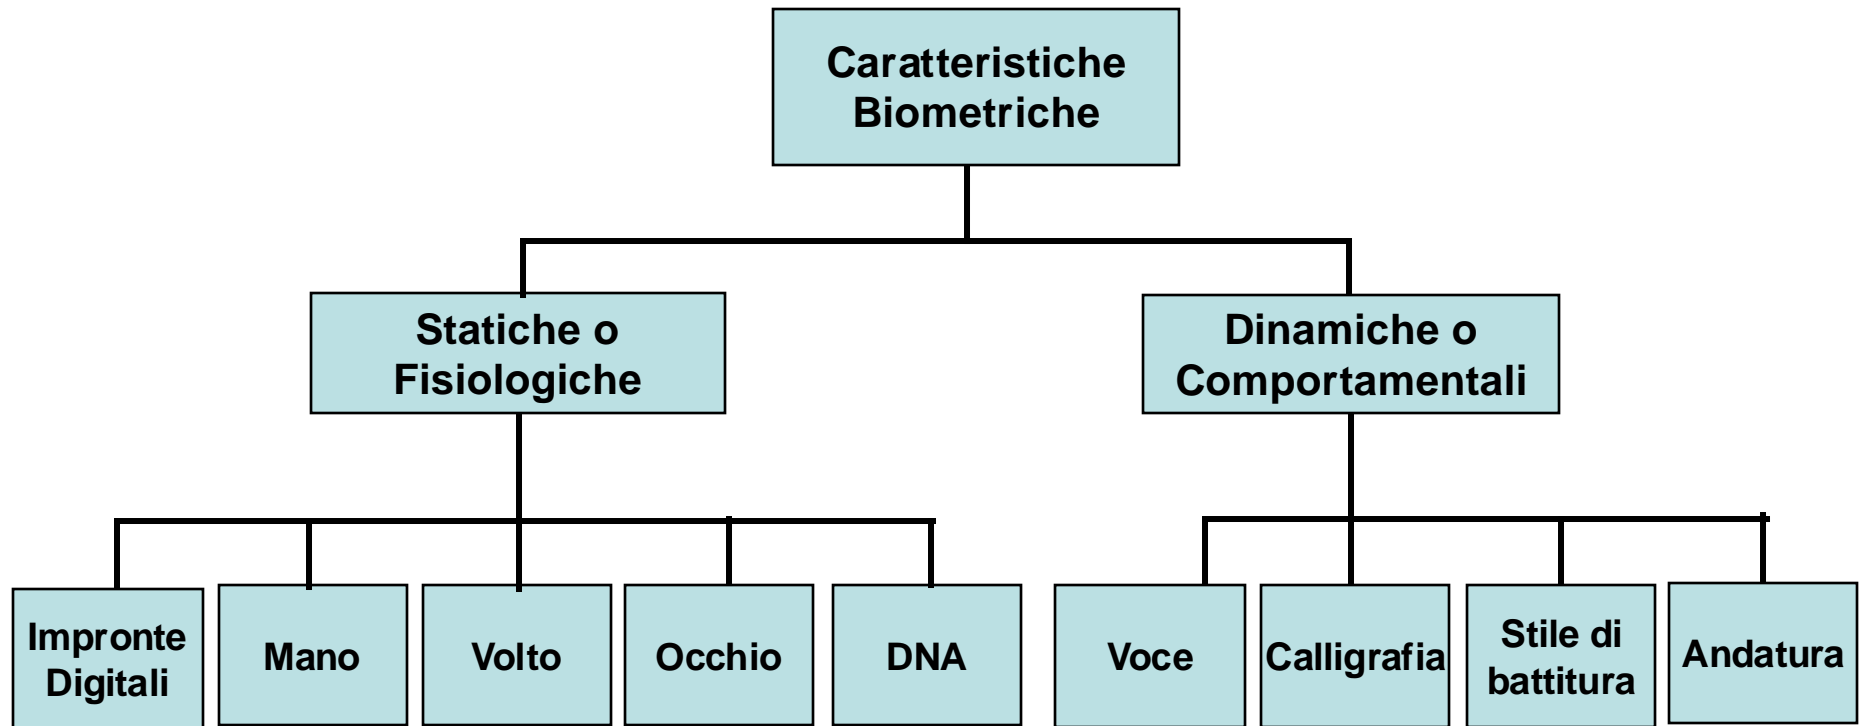 Caratteristiche
Biometriche
Statiche o
Fisiologiche
Dinamiche o
Comportamentali
Impronte
Digitali
Mano
Volto
Occhio
DNA
Voce
Calligrafia
Stile di
battitura
Andatura